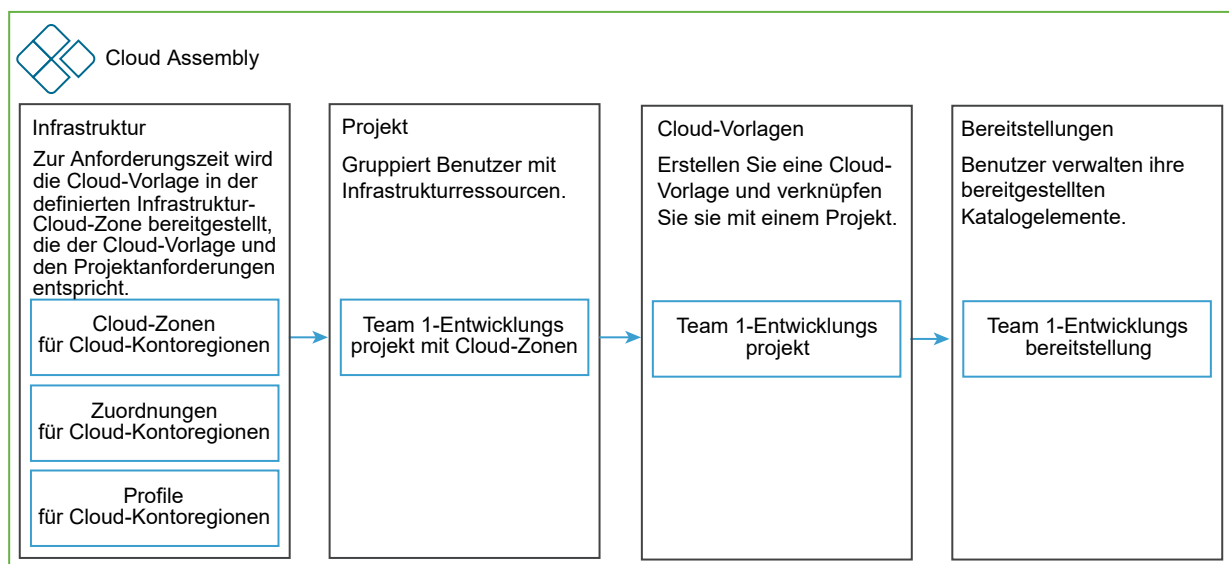 Cloud Assembly
Infrastruktur
Zur Anforderungszeit wird
die Cloud-Vorlage in der
definierten Infrastruktur-
Cloud-Zone bereitgestellt,
die der Cloud-Vorlage und
den Projektanforderungen
entspricht.
Cloud-Zonen
für Cloud-Kontoregionen
Zuordnungen
für Cloud-Kontoregionen
Profile
für Cloud-Kontoregionen
Projekt
Gruppiert Benutzer mit
Infrastrukturressourcen.
Team 1-Entwicklungs
projekt mit Cloud-Zonen
Cloud-Vorlagen
Erstellen Sie eine Cloud-
Vorlage und verknüpfen
Sie sie mit einem Projekt.
Team 1-Entwicklungs
projekt
Bereitstellungen
Benutzer verwalten ihre
bereitgestellten
Katalogelemente.
Team 1-Entwicklungs
bereitstellung